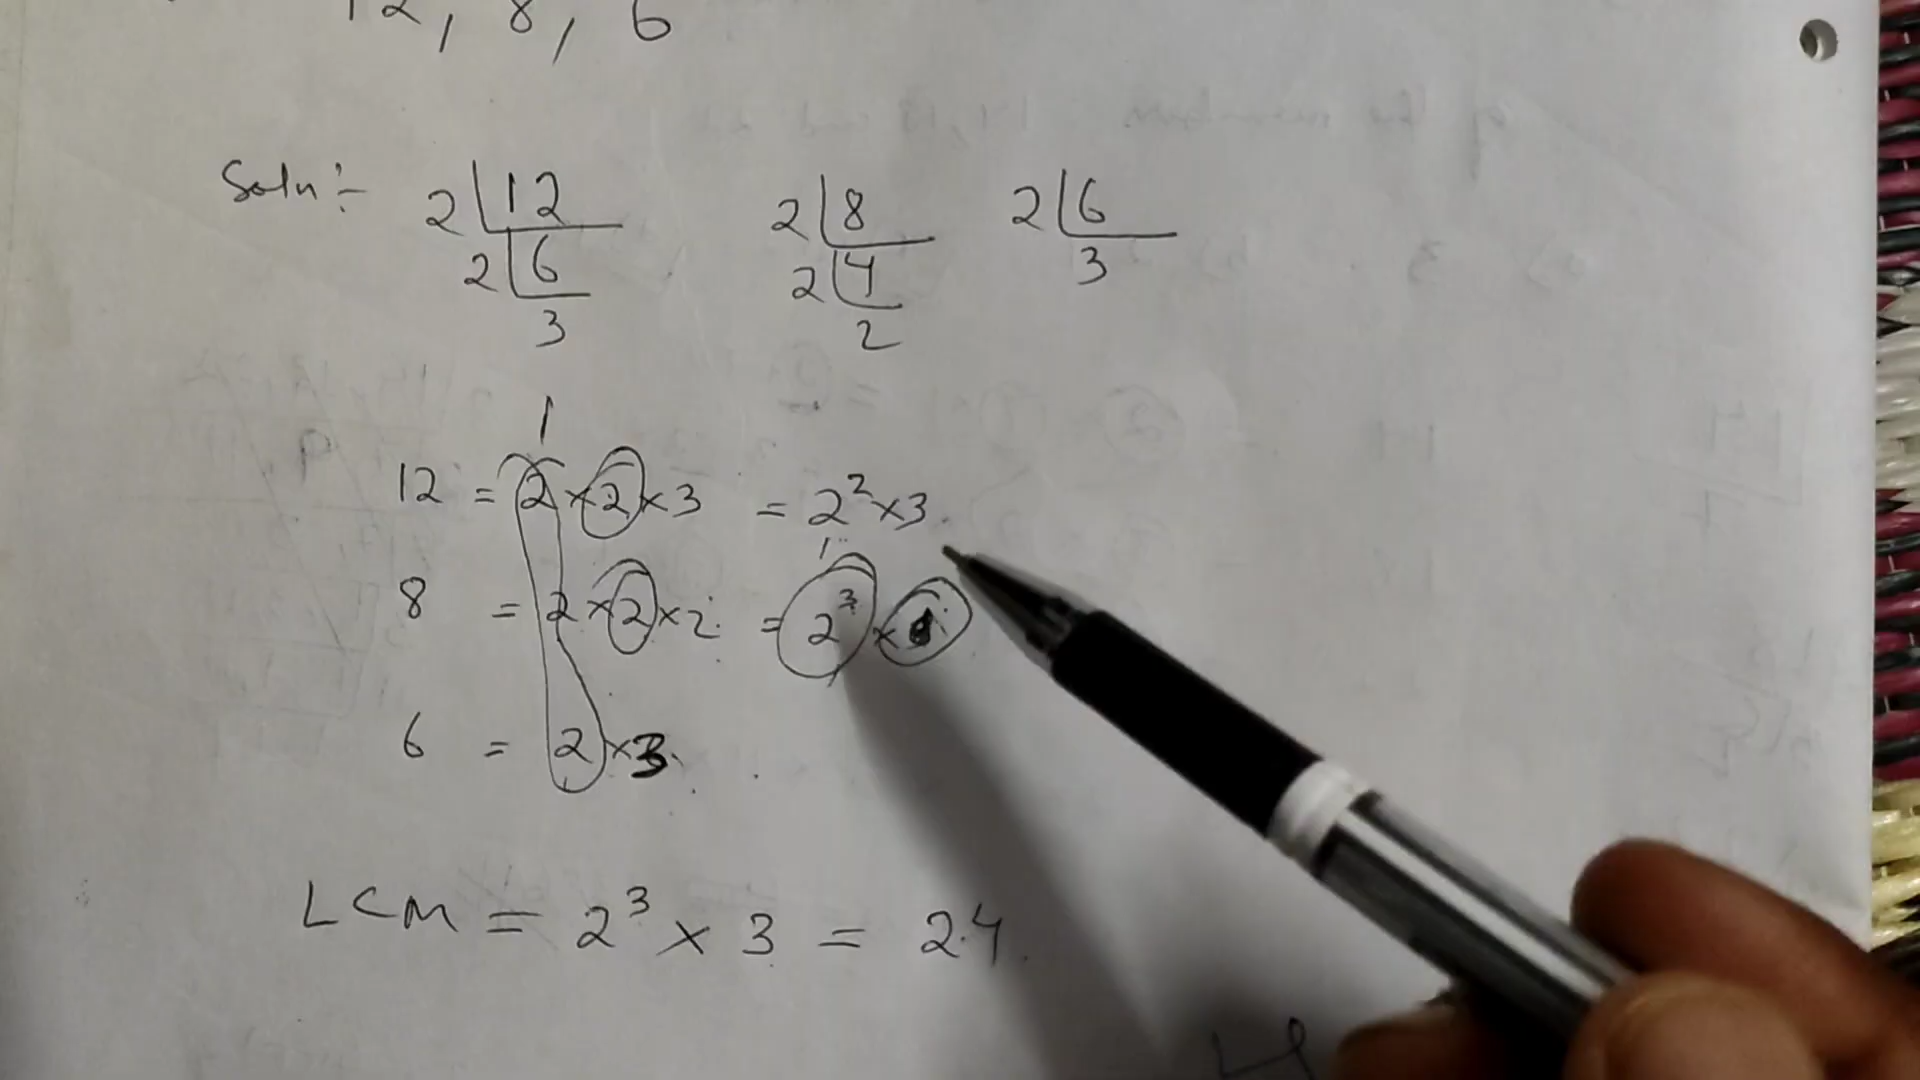 12, 8, 6
Soln:-
2 | 12
2 | 6
3
2 | 8
2 | 4
2
2 | 6
3
1
12 = 2 × 2 × 3 = 2² × 3
8 = 2 × 2 × 2 = 2³ ×
6 = 2 × 3
LCM = 2³ × 3 = 24